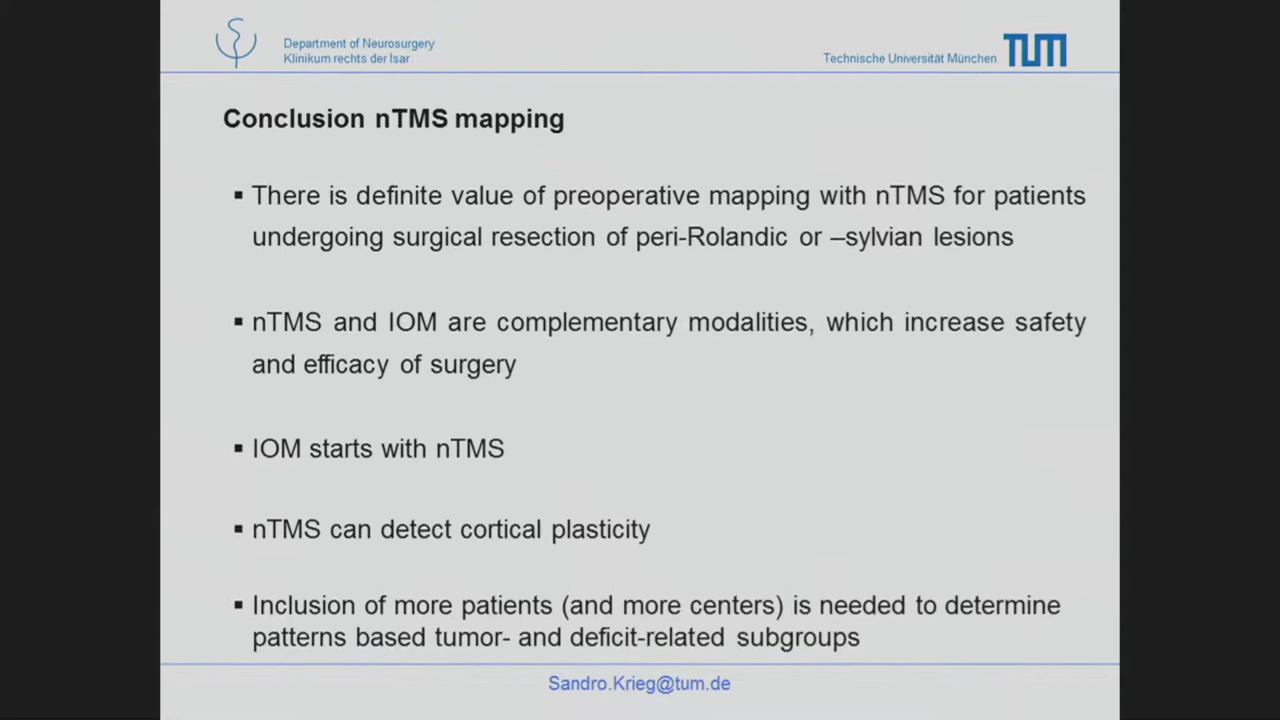 Department of Neurosurgery
Klinikum rechts der Isar
Technische Universität München TUM
Conclusion nTMS mapping
▪ There is definite value of preoperative mapping with nTMS for patients
undergoing surgical resection of peri-Rolandic or –sylvian lesions
▪ nTMS and IOM are complementary modalities, which increase safety
and efficacy of surgery
▪ IOM starts with nTMS
▪ nTMS can detect cortical plasticity
▪ Inclusion of more patients (and more centers) is needed to determine
patterns based tumor- and deficit-related subgroups
Sandro.Krieg@tum.de